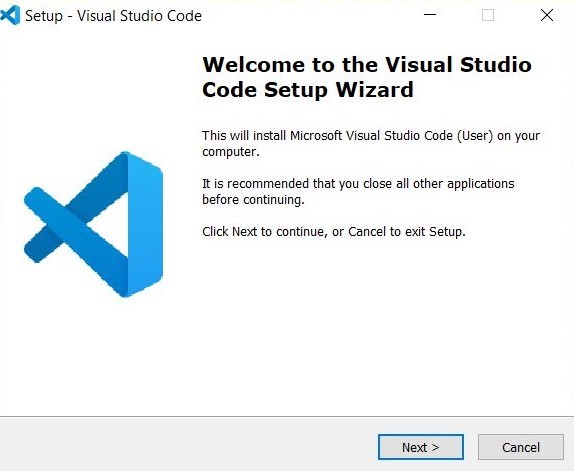 Setup - Visual Studio Code
Welcome to the Visual Studio
Code Setup Wizard
This will install Microsoft Visual Studio Code (User) on your
computer.
It is recommended that you close all other applications
before continuing.
Click Next to continue, or Cancel to exit Setup.
Next >
Cancel